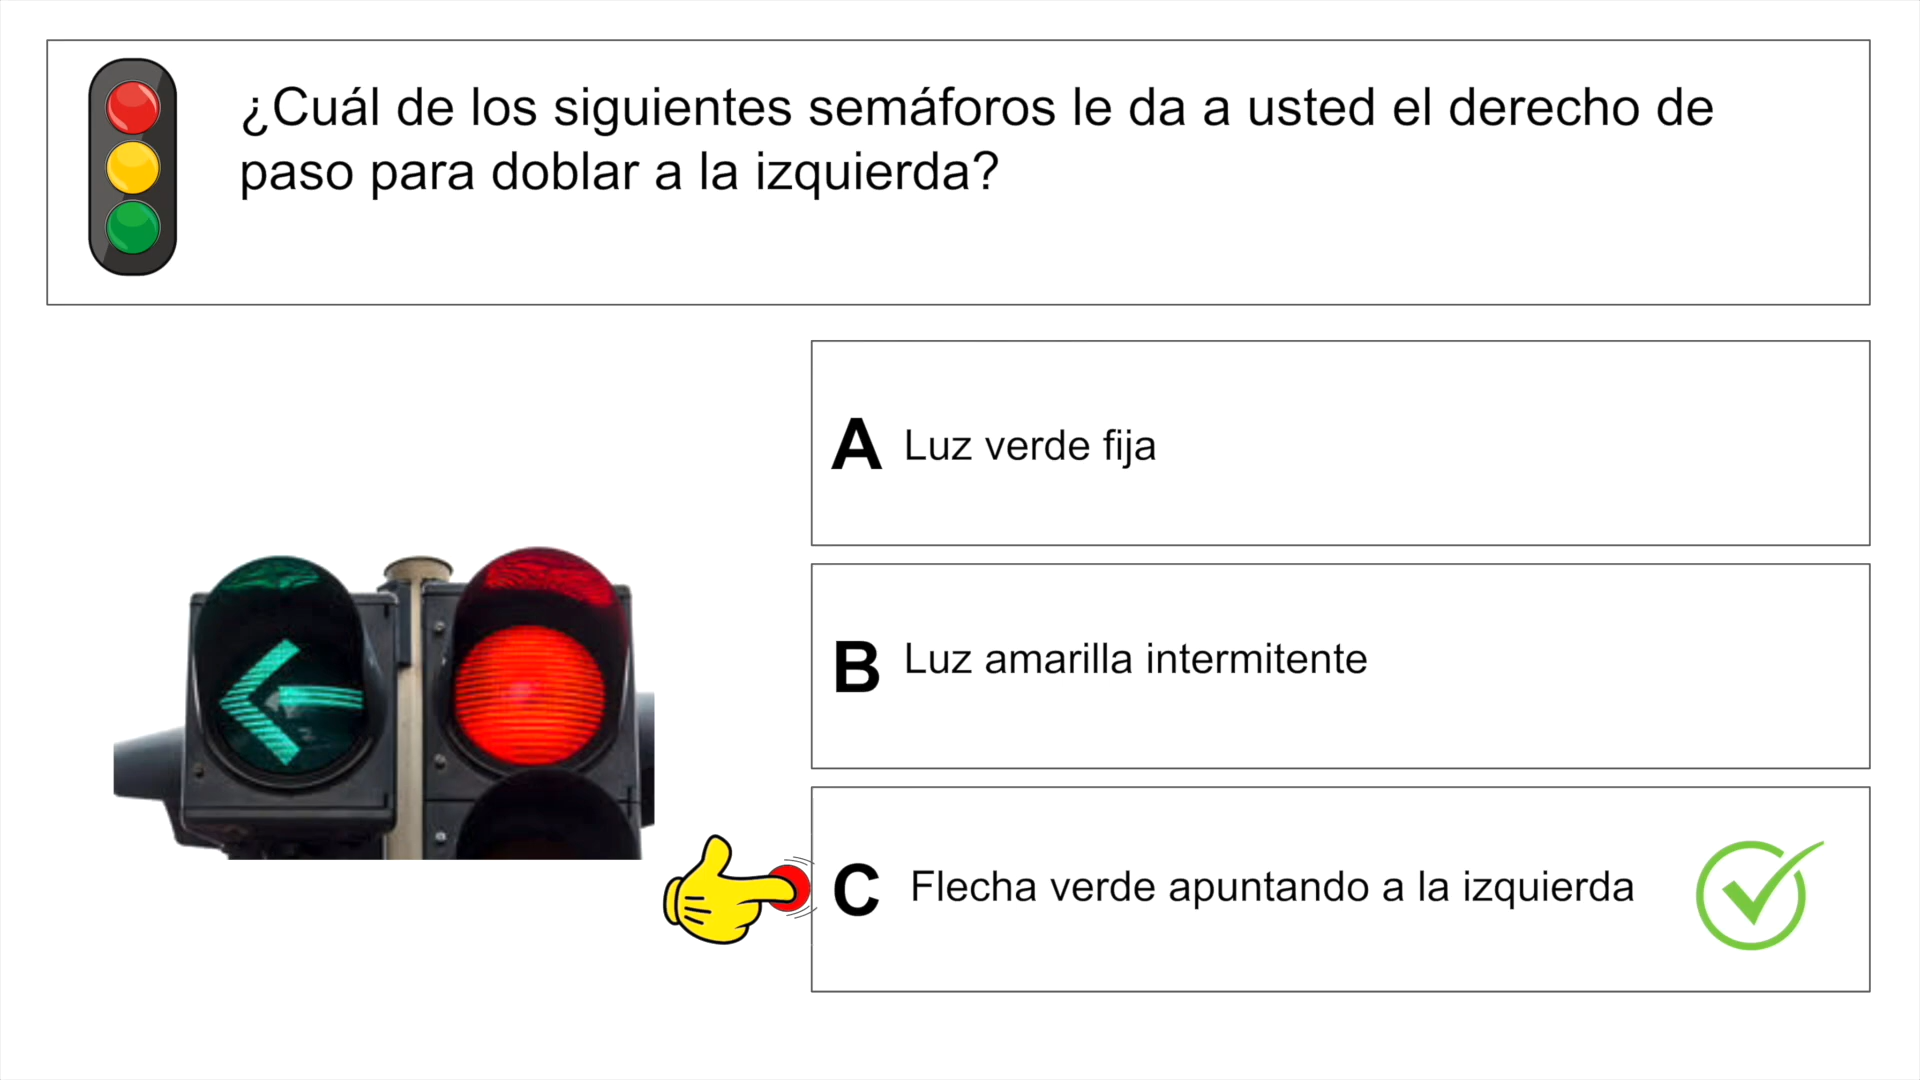 ¿Cuál de los siguientes semáforos le da a usted el derecho de
paso para doblar a la izquierda?
A Luz verde fija
B Luz amarilla intermitente
C Flecha verde apuntando a la izquierda